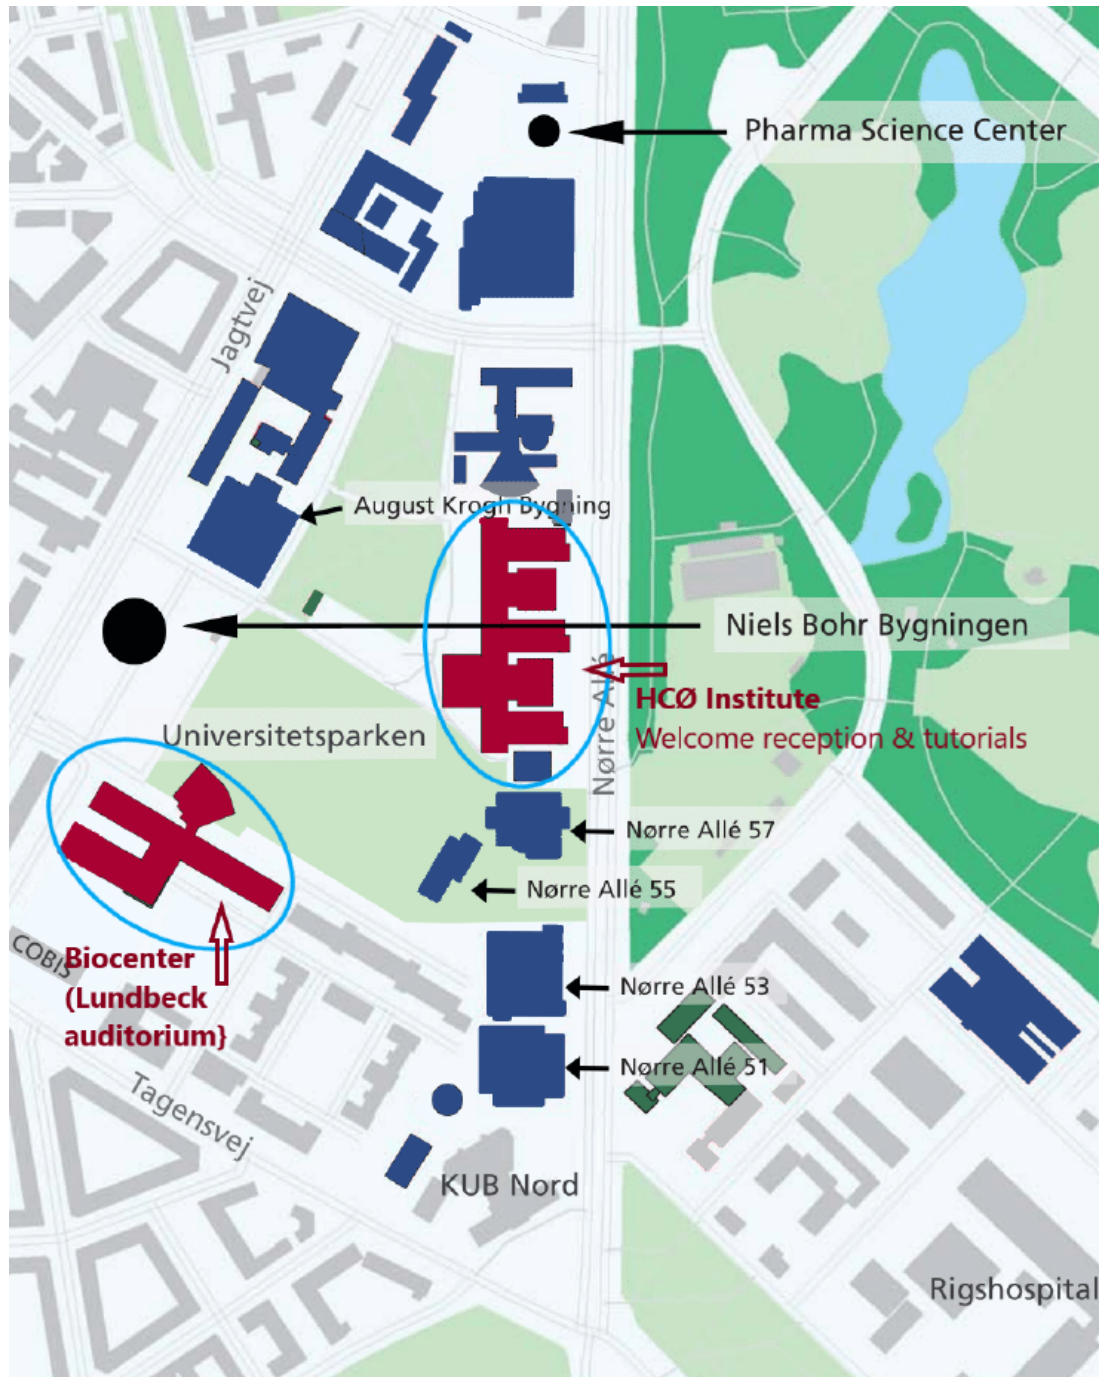 Pharma Science Center
Jagtvej
August Krogh Bygning
Niels Bohr Bygningen
HCØ Institute
Welcome reception & tutorials
Universitetsparken
Nørre Allé
Nørre Allé 57
Nørre Allé 55
COBIS
Biocenter
(Lundbeck
auditorium}
Nørre Allé 53
Nørre Allé 51
Tagensvej
KUB Nord
Rigshospital